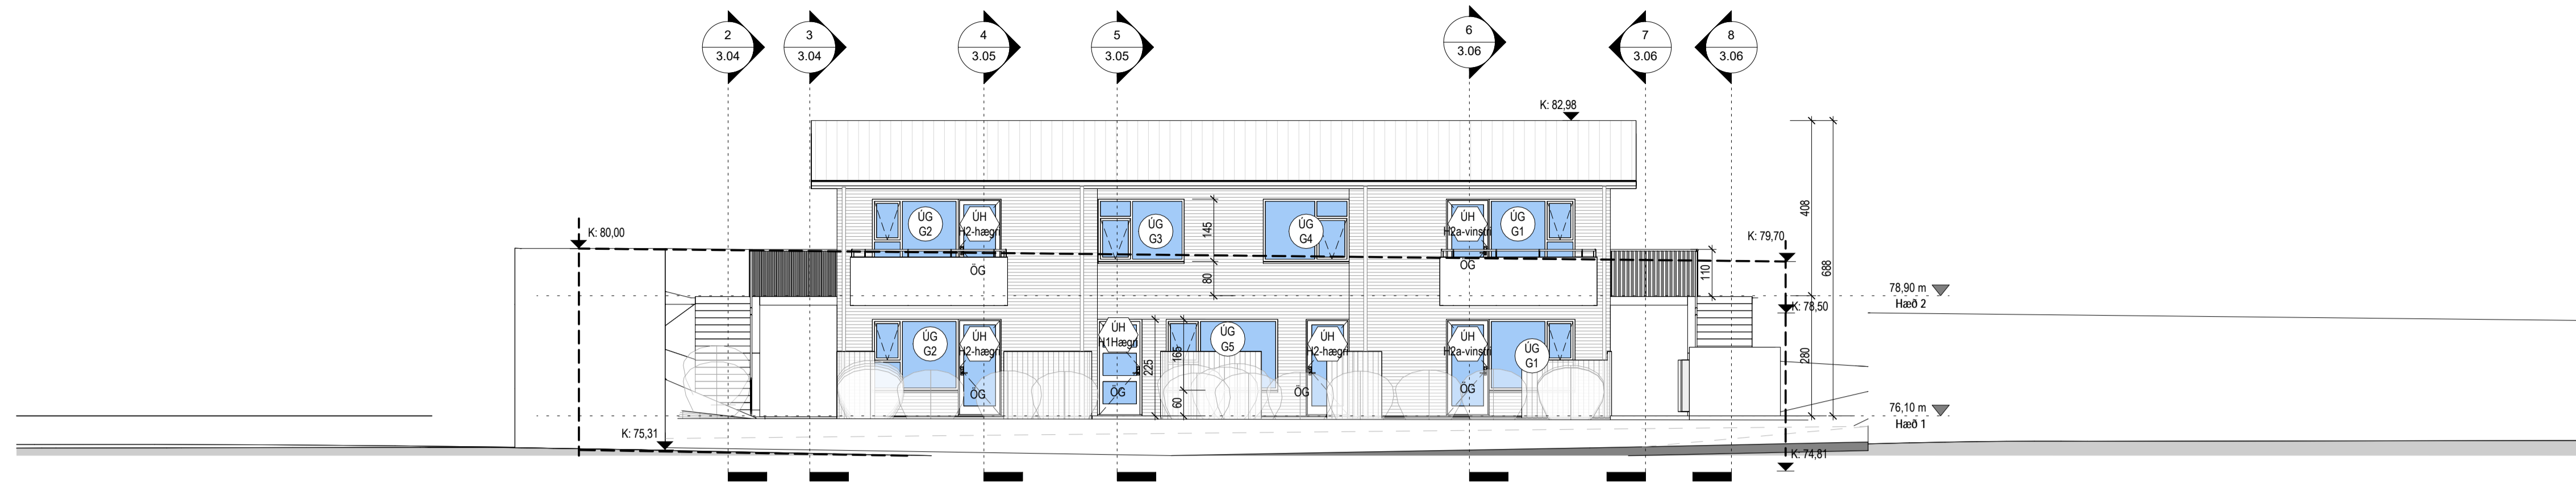 2
3.04
3
3.04
4
3.05
5
3.05
6
3.06
7
3.06
8
3.06
K: 82,98
K: 80,00
K: 79,70
ÚG
G2
ÚH
H2-hægri
ÚG
G3
145
ÚG
G4
ÚH
H2a-vinstri
ÚG
G1
408
688
110
ÖG
ÖG
80
78,90 m
Hæð 2
K: 78,50
ÚG
G2
ÚH
H2-hægri
ÚH
H1Hægri
165
225
ÚG
G5
ÚH
H2-hægri
ÚH
H2a-vinstri
ÚG
G1
280
ÖG
ÖG
60
ÖG
ÖG
76,10 m
Hæð 1
K: 75,31
K: 74,81